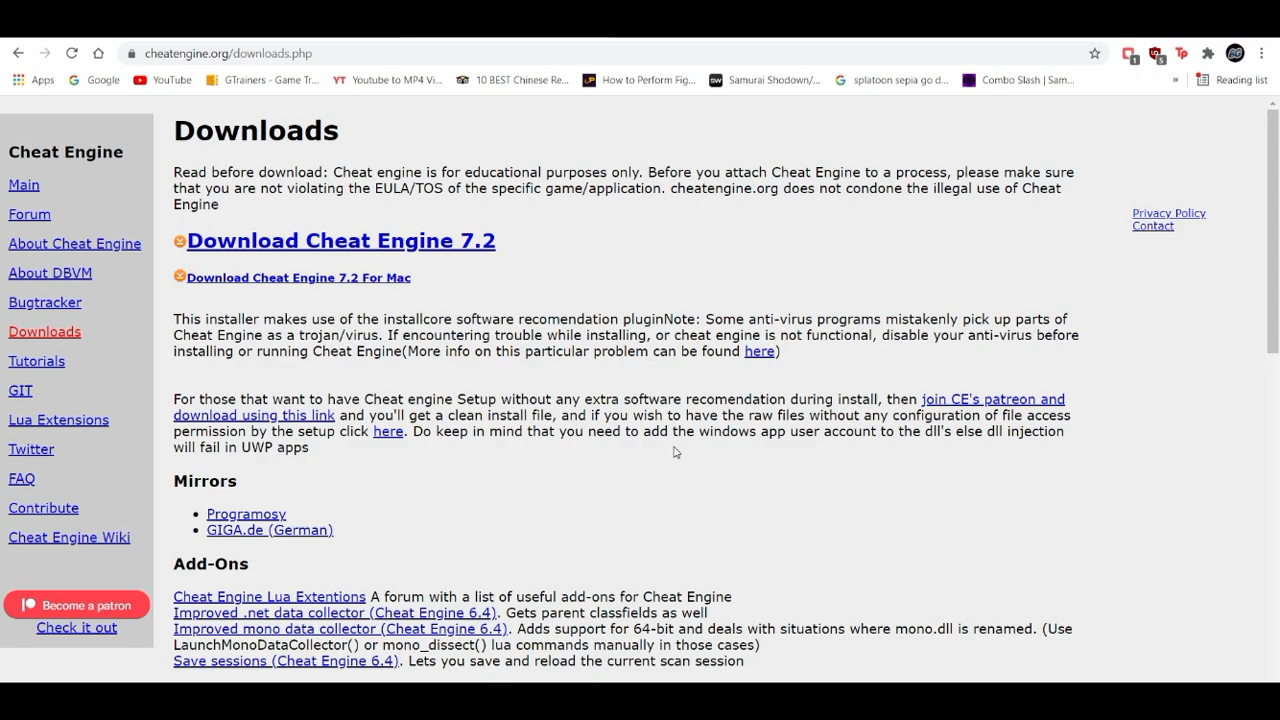 cheatengine.org/downloads.php
Apps
Google
YouTube
GTrainers - Game Tr...
YT Youtube to MP4 Vi...
10 BEST Chinese Re...
How to Perform Fig...
Samurai Shodown/...
splatoon sepia go d...
Combo Slash | Sam...
»
Reading list
Cheat Engine
Main
Forum
About Cheat Engine
About DBVM
Bugtracker
Downloads
Tutorials
GIT
Lua Extensions
Twitter
FAQ
Contribute
Cheat Engine Wiki
Become a patron
Check it out
Downloads
Read before download: Cheat engine is for educational purposes only. Before you attach Cheat Engine to a process, please make sure
that you are not violating the EULA/TOS of the specific game/application. cheatengine.org does not condone the illegal use of Cheat
Engine
Download Cheat Engine 7.2
Download Cheat Engine 7.2 For Mac
This installer makes use of the installcore software recomendation pluginNote: Some anti-virus programs mistakenly pick up parts of
Cheat Engine as a trojan/virus. If encountering trouble while installing, or cheat engine is not functional, disable your anti-virus before
installing or running Cheat Engine(More info on this particular problem can be found here)
For those that want to have Cheat engine Setup without any extra software recomendation during install, then join CE's patreon and
download using this link and you'll get a clean install file, and if you wish to have the raw files without any configuration of file access
permission by the setup click here. Do keep in mind that you need to add the windows app user account to the dll's else dll injection
will fail in UWP apps
Mirrors
• Programosy
• GIGA.de (German)
Add-Ons
Cheat Engine Lua Extentions A forum with a list of useful add-ons for Cheat Engine
Improved .net data collector (Cheat Engine 6.4). Gets parent classfields as well
Improved mono data collector (Cheat Engine 6.4). Adds support for 64-bit and deals with situations where mono.dll is renamed. (Use
LaunchMonoDataCollector() or mono_dissect() lua commands manually in those cases)
Save sessions (Cheat Engine 6.4). Lets you save and reload the current scan session
Privacy Policy
Contact